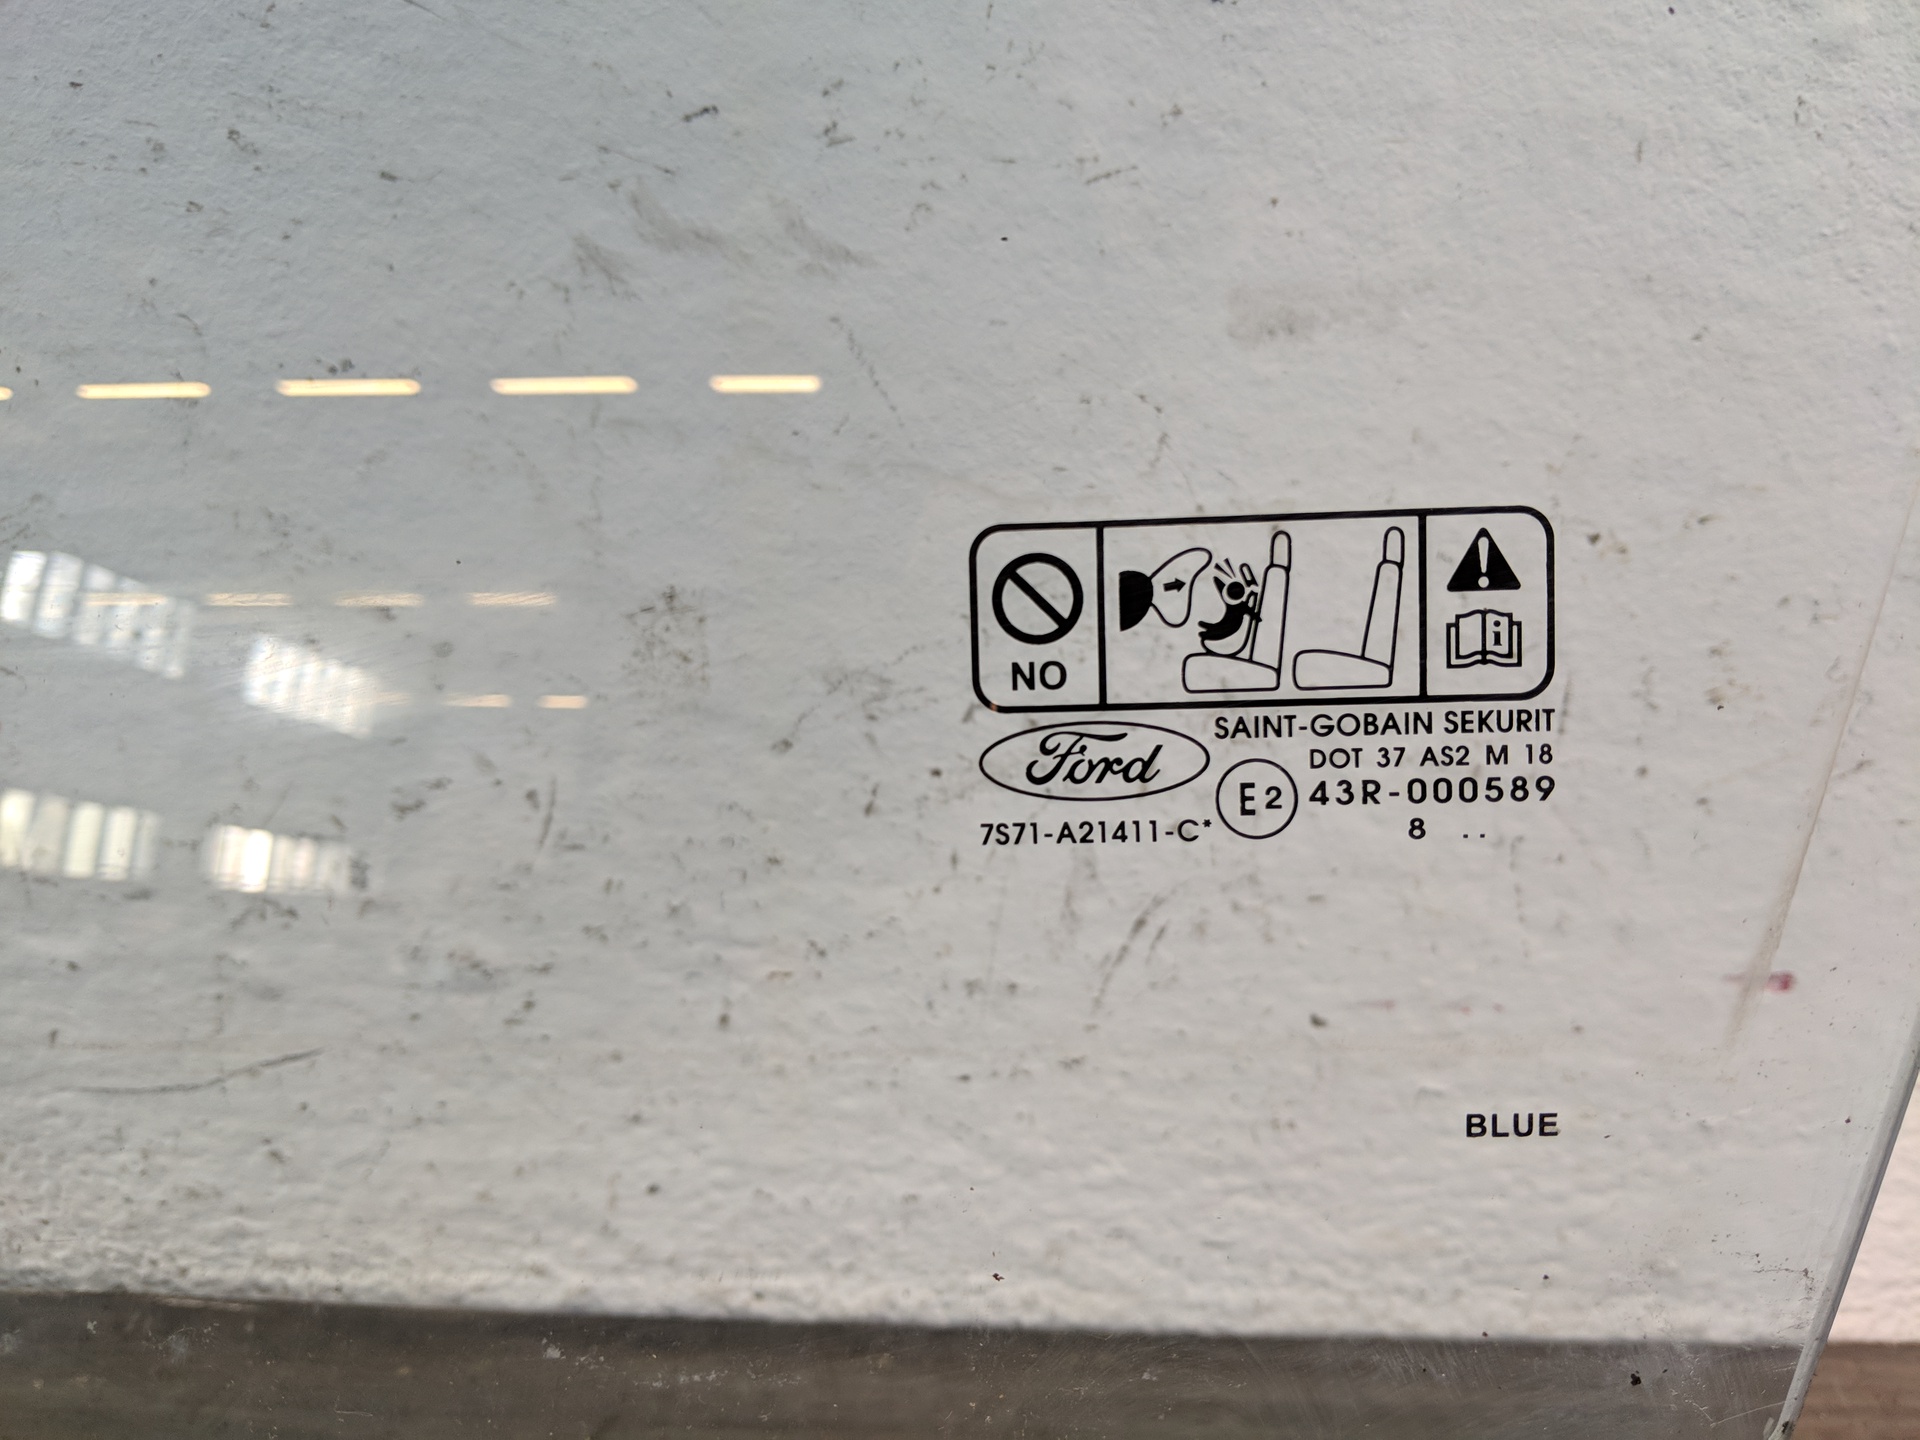 NO
Ford
7S71-A21411-C*
SAINT-GOBAIN SEKURIT
DOT 37 AS2 M 18
E2 43R-000589
8 ..
BLUE